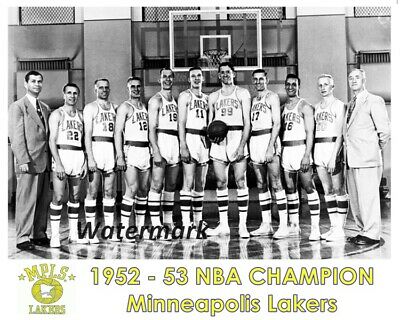 LAKERS LAKERS LAKERS LAKERS LAKERS LAKERS
22 18 12 19 11 99 17
Watermark
MPLS
LAKERS
1952 - 53 NBA CHAMPION
Minneapolis Lakers